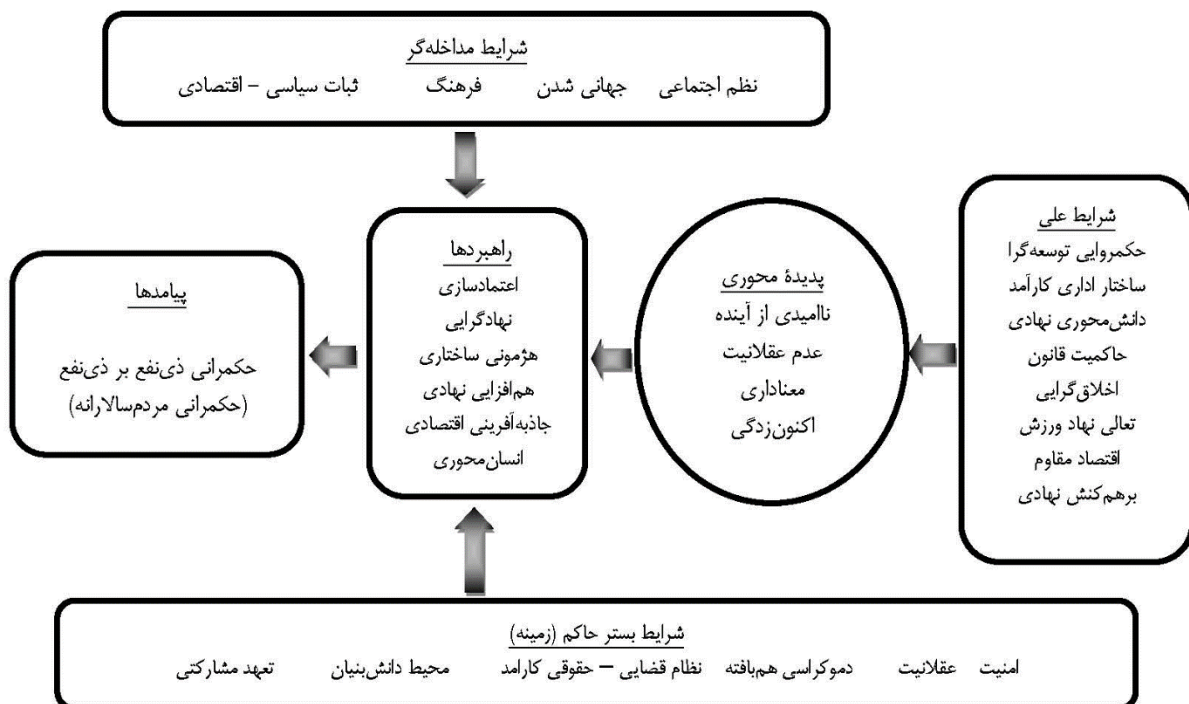 شرایط مداخله‌گر
نظم اجتماعی جهانی شدن فرهنگ ثبات سیاسی – اقتصادی
شرایط علی
حکمروایی توسعه‌گرا
ساختار اداری کارآمد
دانش‌محوری نهادی
حاکمیت قانون
اخلاق‌گرایی
تعالی نهاد ورزش
اقتصاد مقاوم
برهم‌کنش نهادی
پدیدهٔ محوری
ناامیدی از آینده
عدم عقلانیت
معناداری
اکنون‌زدگی
راهبردها
اعتمادسازی
نهادگرایی
هژمونی ساختاری
هم‌افزایی نهادی
جاذبه‌آفرینی اقتصادی
انسان‌محوری
پیامدها
حکمرانی ذی‌نفع بر ذی‌نفع
(حکمرانی مردم‌سالارانه)
شرایط بستر حاکم (زمینه)
امنیت عقلانیت دموکراسی هم‌بافته نظام قضایی – حقوقی کارامد محیط دانش‌بنیان تعهد مشارکتی